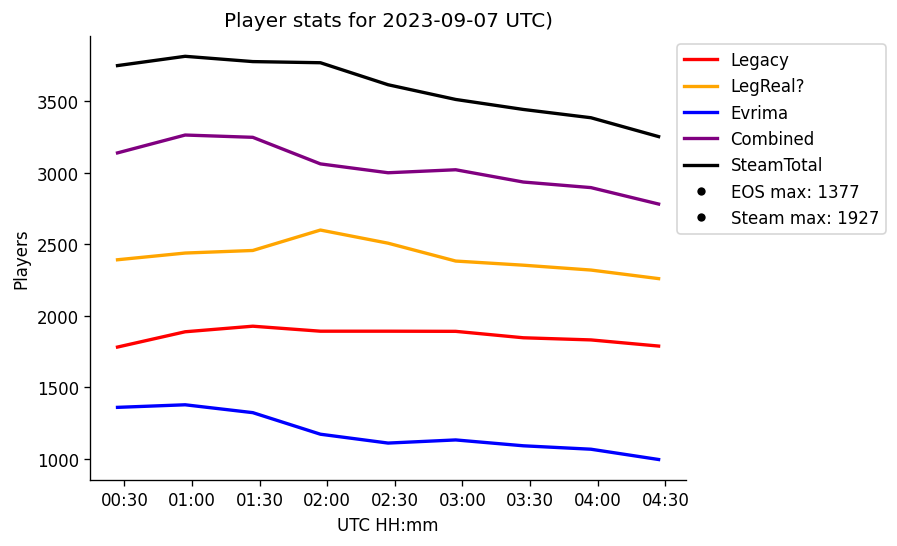 Player stats for 2023-09-07 UTC)
Legacy
LegReal?
Evrima
Combined
SteamTotal
EOS max: 1377
Steam max: 1927
Players
3500
3000
2500
2000
1500
1000
00:30 01:00 01:30 02:00 02:30 03:00 03:30 04:00 04:30
UTC HH:mm